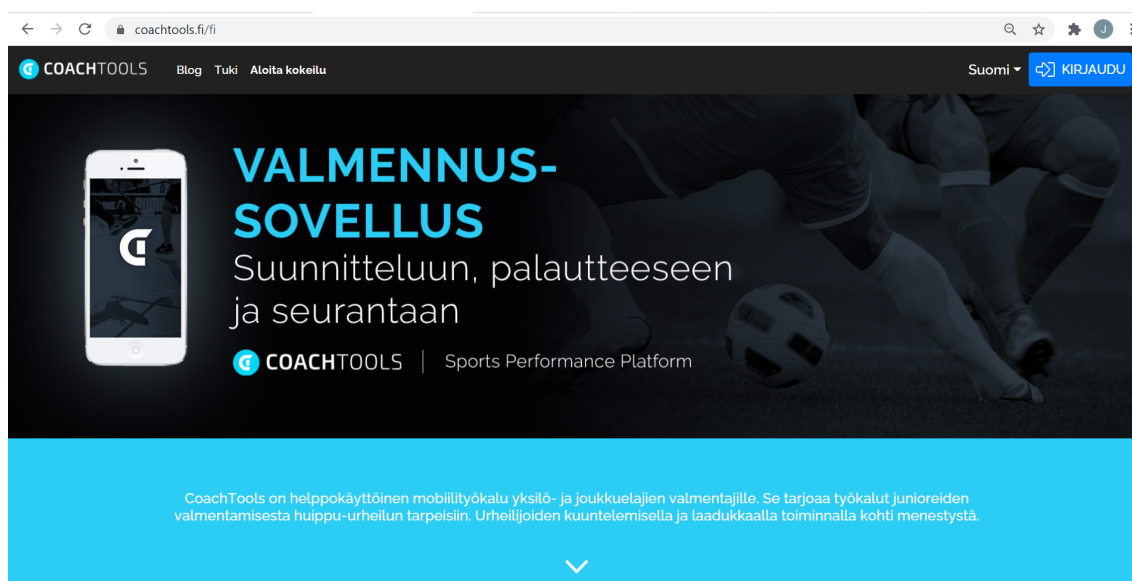 coachtools.fi/fi
J
COACHTOOLS Blog Tuki Aloita kokeilu Suomi KIRJAUDU
VALMENNUS-
SOVELLUS
Suunnitteluun, palautteeseen
ja seurantaan
COACHTOOLS | Sports Performance Platform
CoachTools on helppokäyttöinen mobiilityökalu yksilö- ja joukkuelajien valmentajille. Se tarjoaa työkalut junioreiden
valmentamisesta huippu-urheilun tarpeisiin. Urheilijoiden kuuntelemisella ja laadukkaalla toiminnalla kohti menestystä.